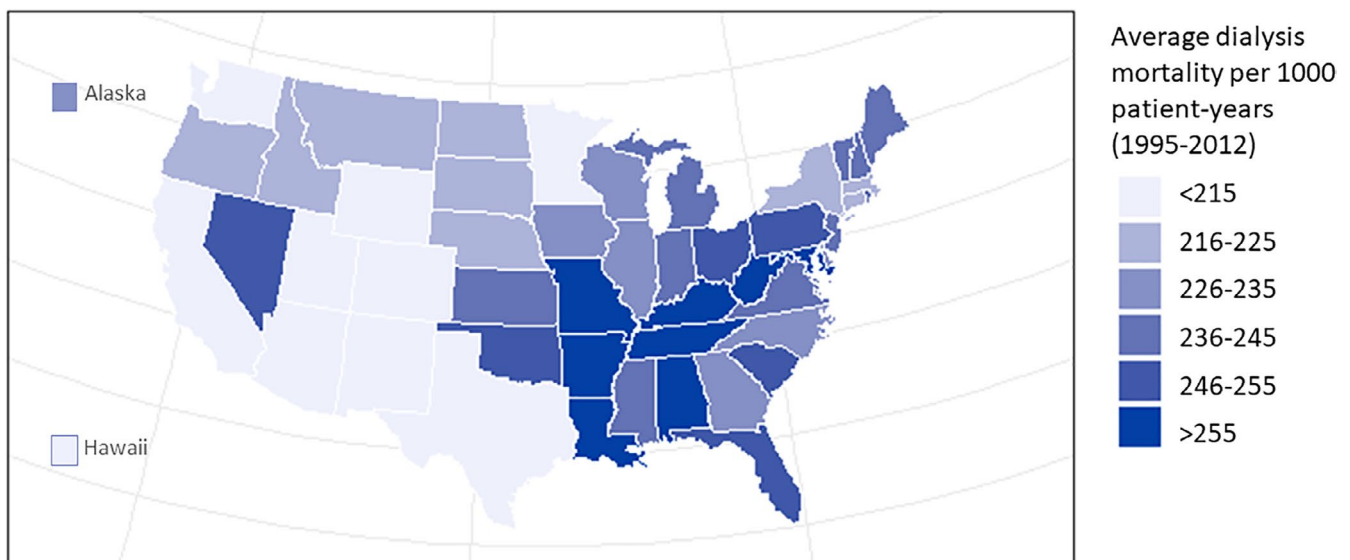 Alaska
Hawaii
Average dialysis
mortality per 1000
patient-years
(1995-2012)
<215
216-225
226-235
236-245
246-255
>255